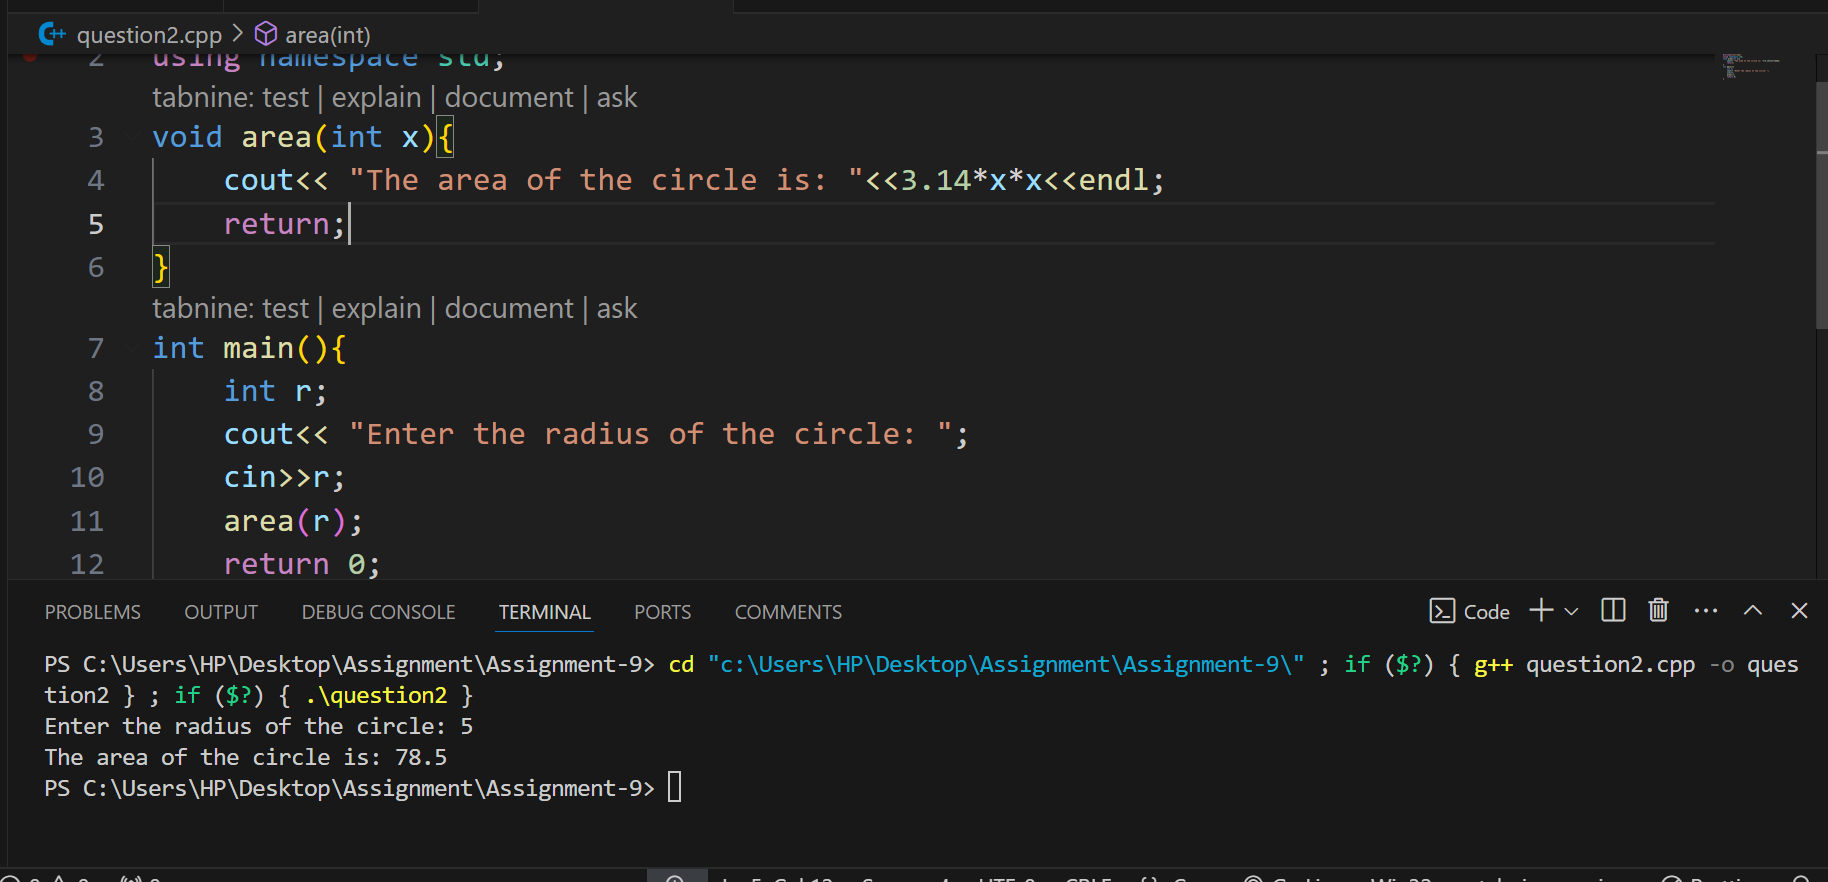 question2.cpp > area(int)
2 using namespace std;
tabnine: test | explain | document | ask
3 void area(int x){
4 cout<< "The area of the circle is: "<<3.14*x*x<<endl;
5 return;
6 }
tabnine: test | explain | document | ask
7 int main(){
8 int r;
9 cout<< "Enter the radius of the circle: ";
10 cin>>r;
11 area(r);
12 return 0;
PROBLEMS OUTPUT DEBUG CONSOLE TERMINAL PORTS COMMENTS Code
PS C:\Users\HP\Desktop\Assignment\Assignment-9> cd "c:\Users\HP\Desktop\Assignment\Assignment-9\" ; if ($?) { g++ question2.cpp -o ques
tion2 } ; if ($?) { .\question2 }
Enter the radius of the circle: 5
The area of the circle is: 78.5
PS C:\Users\HP\Desktop\Assignment\Assignment-9>